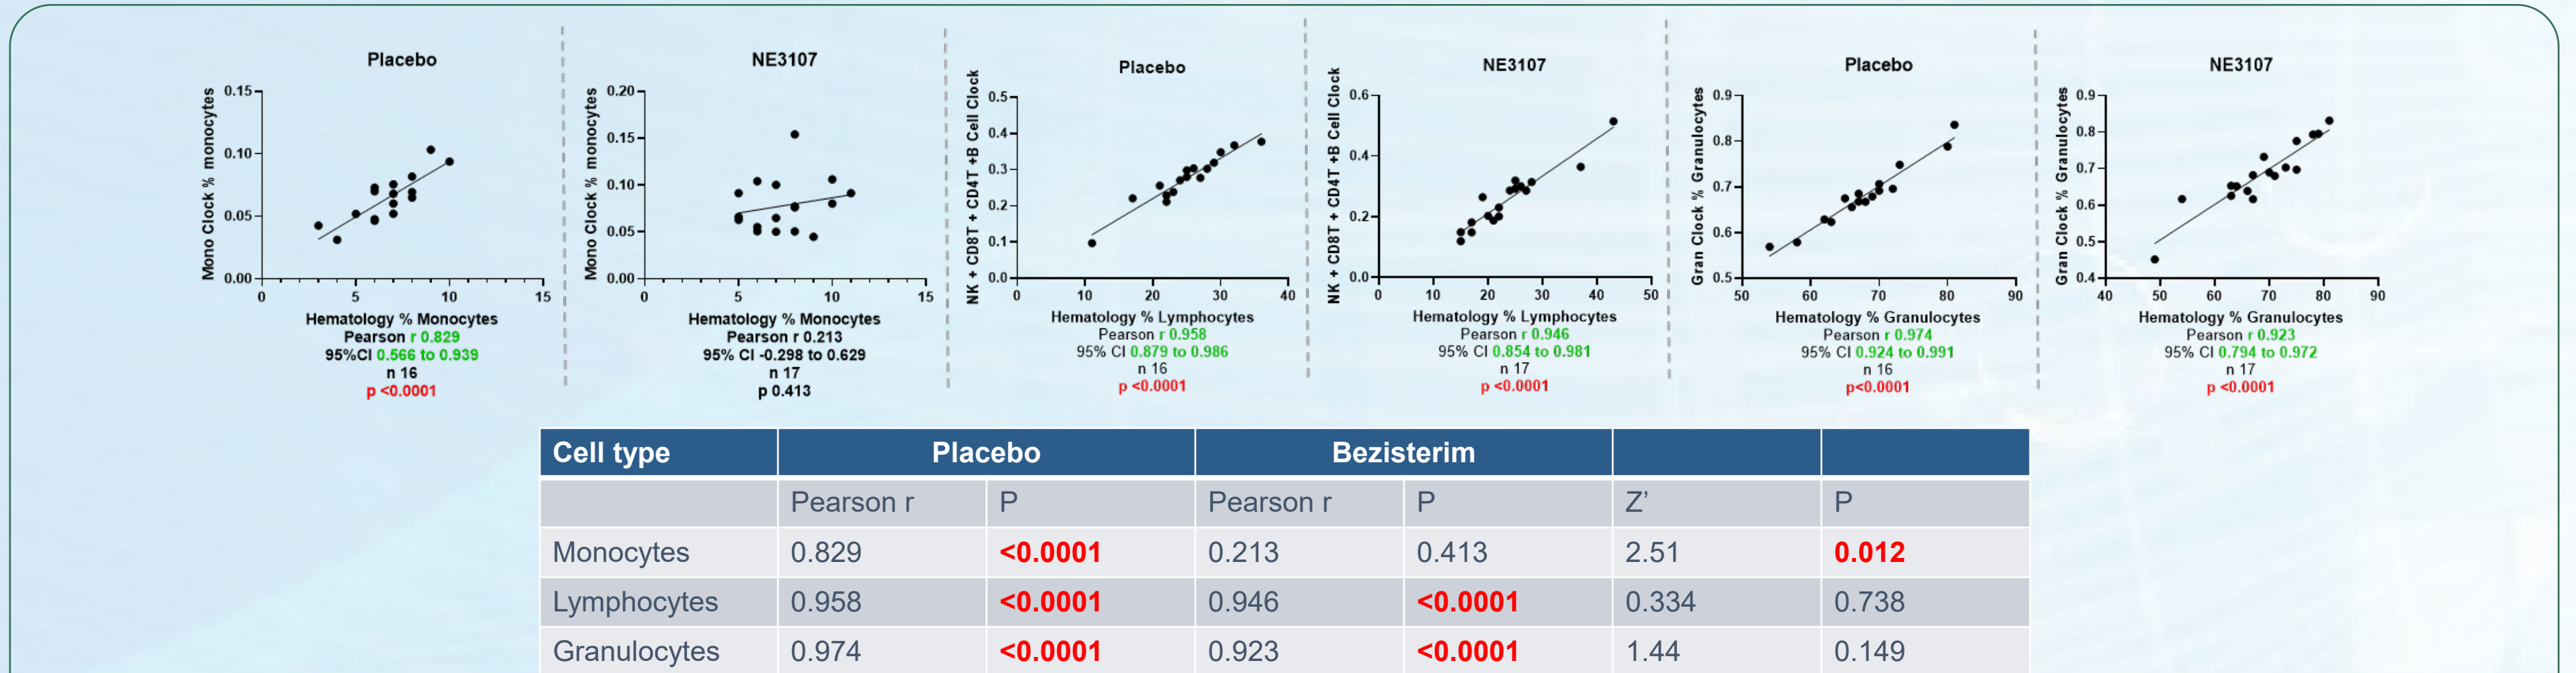 Placebo
Mono Clock % monocytes
0.15
0.10
0.05
0.00
0 5 10 15
Hematology % Monocytes
Pearson r 0.829
95%CI 0.566 to 0.939
n 16
p <0.0001
NE3107
Mono Clock % monocytes
0.20
0.15
0.10
0.05
0.00
0 5 10 15
Hematology % Monocytes
Pearson r 0.213
95% CI -0.298 to 0.629
n 17
p 0.413
Placebo
NK + CD8T + CD4T +B Cell Clock
0.5
0.4
0.3
0.2
0.1
0.0
0 10 20 30 40
Hematology % Lymphocytes
Pearson r 0.958
95% CI 0.879 to 0.986
n 16
p <0.0001
NE3107
NK + CD8T + CD4T +B Cell Clock
0.6
0.4
0.2
0.0
0 10 20 30 40 50
Hematology % Lymphocytes
Pearson r 0.946
95% CI 0.854 to 0.981
n 17
p <0.0001
Placebo
Gran Clock % Granulocytes
0.9
0.8
0.7
0.6
0.5
50 60 70 80 90
Hematology % Granulocytes
Pearson r 0.974
95% CI 0.924 to 0.991
n 16
p<0.0001
NE3107
Gran Clock % Granulocytes
0.9
0.8
0.7
0.6
0.5
0.4
40 50 60 70 80 90
Hematology % Granulocytes
Pearson r 0.923
95% CI 0.794 to 0.972
n 17
p <0.0001
Cell type Placebo Bezisterim
Pearson r P Pearson r P Z’ P
Monocytes 0.829 <0.0001 0.213 0.413 2.51 0.012
Lymphocytes 0.958 <0.0001 0.946 <0.0001 0.334 0.738
Granulocytes 0.974 <0.0001 0.923 <0.0001 1.44 0.149